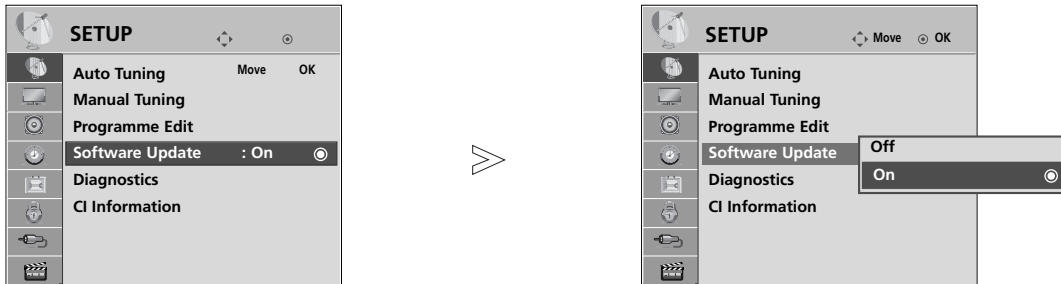 SETUP
Auto Tuning Move OK
Manual Tuning
Programme Edit
Software Update : On
Diagnostics
CI Information
SETUP Move OK
Auto Tuning
Manual Tuning
Programme Edit
Software Update Off
On
Diagnostics
CI Information